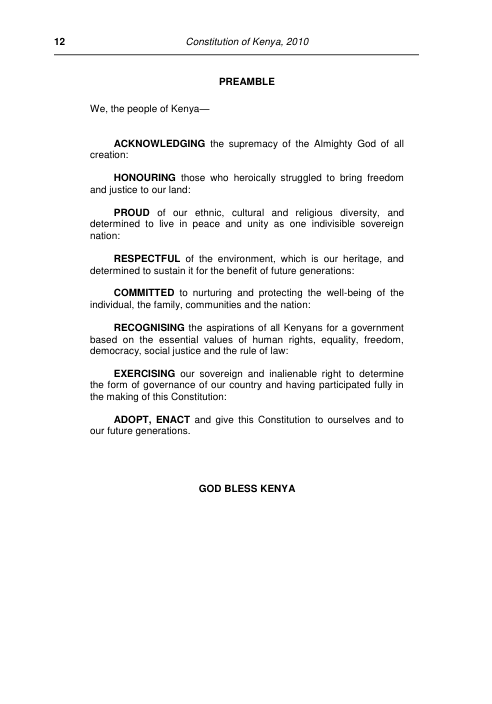 12
Constitution of Kenya, 2010
PREAMBLE
We, the people of Kenya—
ACKNOWLEDGING the supremacy of the Almighty God of all
creation:
HONOURING those who heroically struggled to bring freedom
and justice to our land:
PROUD of our ethnic, cultural and religious diversity, and
determined to live in peace and unity as one indivisible sovereign
nation:
RESPECTFUL of the environment, which is our heritage, and
determined to sustain it for the benefit of future generations:
COMMITTED to nurturing and protecting the well-being of the
individual, the family, communities and the nation:
RECOGNISING the aspirations of all Kenyans for a government
based on the essential values of human rights, equality, freedom,
democracy, social justice and the rule of law:
EXERCISING our sovereign and inalienable right to determine
the form of governance of our country and having participated fully in
the making of this Constitution:
ADOPT, ENACT and give this Constitution to ourselves and to
our future generations.
GOD BLESS KENYA